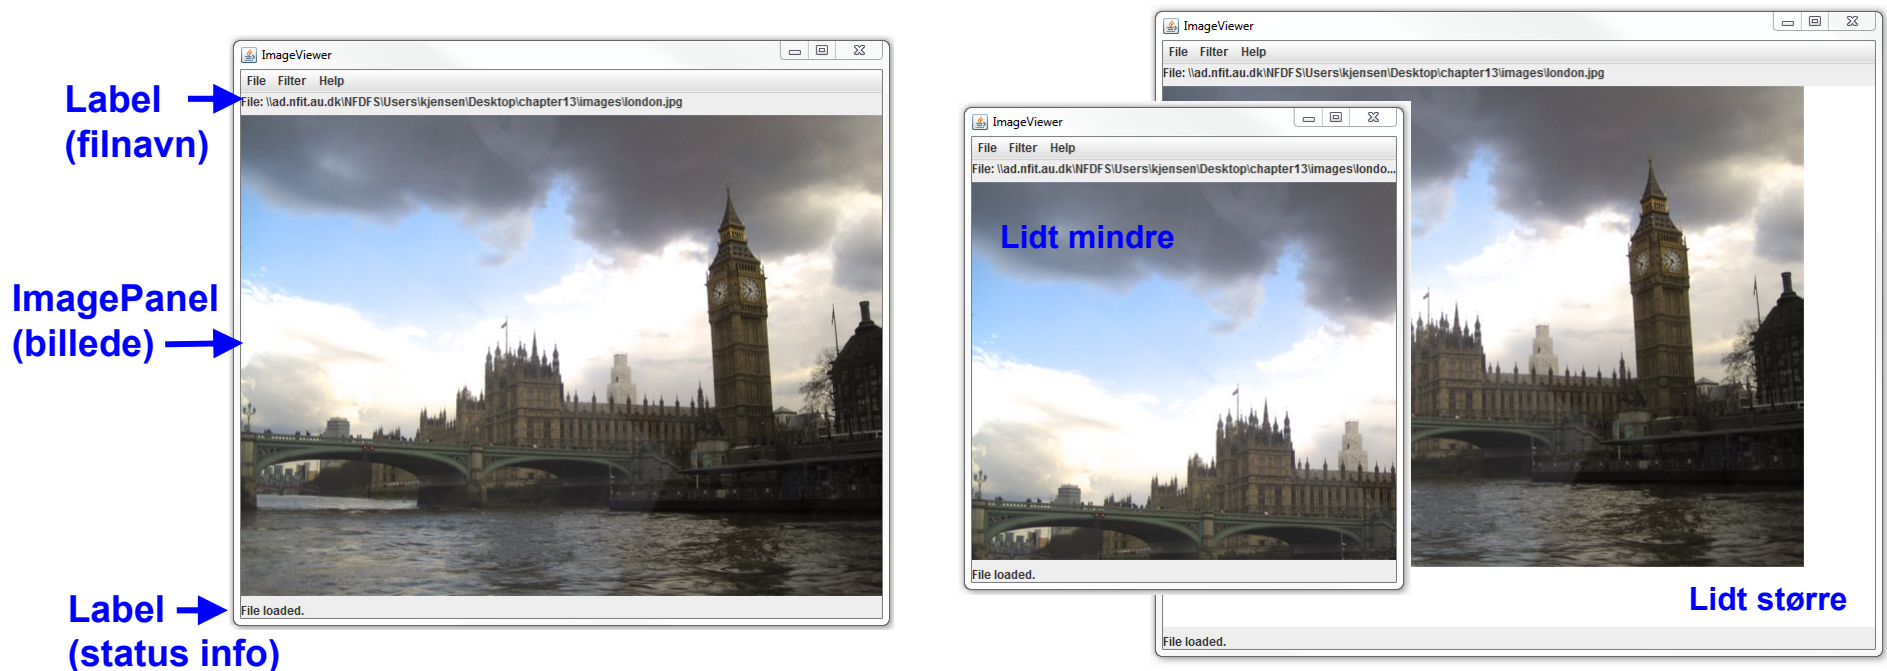 Label
(filnavn)
ImagePanel
(billede)
Label
(status info)
ImageViewer
File Filter Help
File: \\ad.nfit.au.dk\NFDFS\Users\kjensen\Desktop\chapter13\images\london.jpg
File loaded.
ImageViewer
File Filter Help
File: \\ad.nfit.au.dk\NFDFS\Users\kjensen\Desktop\chapter13\images\londo...
Lidt mindre
File loaded.
ImageViewer
File Filter Help
File: \\ad.nfit.au.dk\NFDFS\Users\kjensen\Desktop\chapter13\images\london.jpg
Lidt større
File loaded.